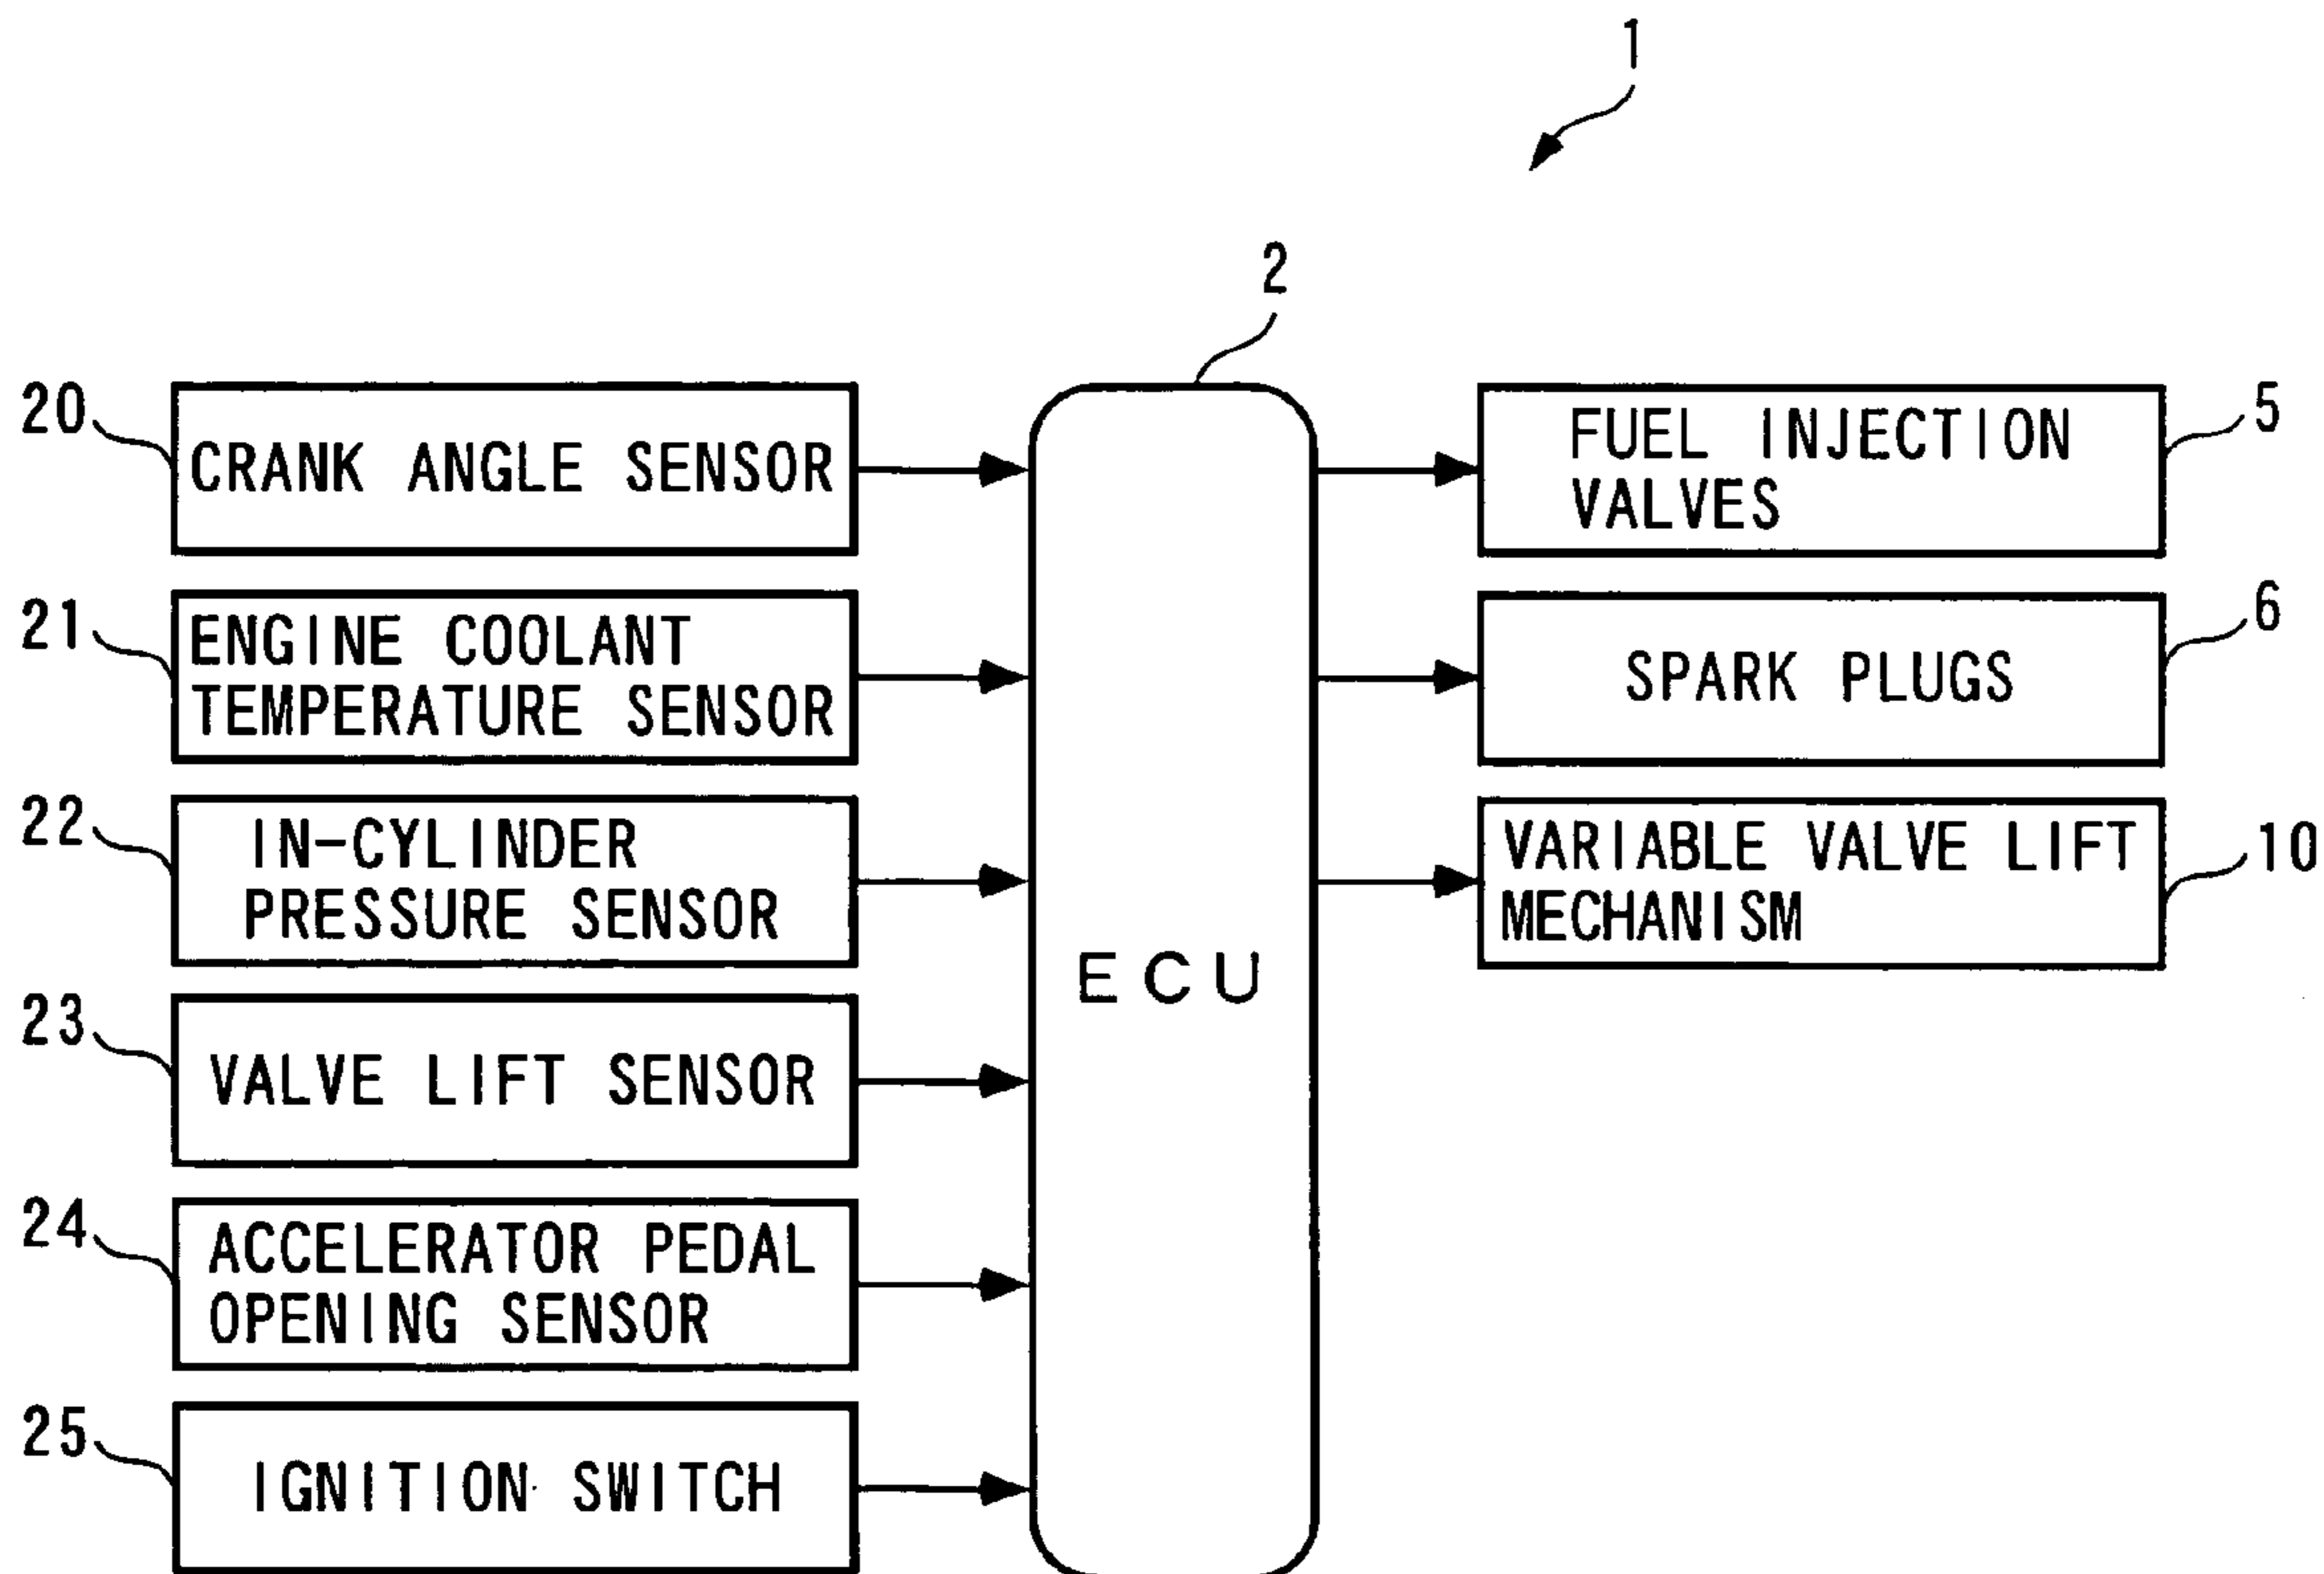 1
2
20
CRANK ANGLE SENSOR
21
ENGINE COOLANT
TEMPERATURE SENSOR
22
IN-CYLINDER
PRESSURE SENSOR
23
VALVE LIFT SENSOR
24
ACCELERATOR PEDAL
OPENING SENSOR
25
IGNITION SWITCH
ECU
FUEL INJECTION
VALVES
5
SPARK PLUGS
6
VARIABLE VALVE LIFT
MECHANISM
10